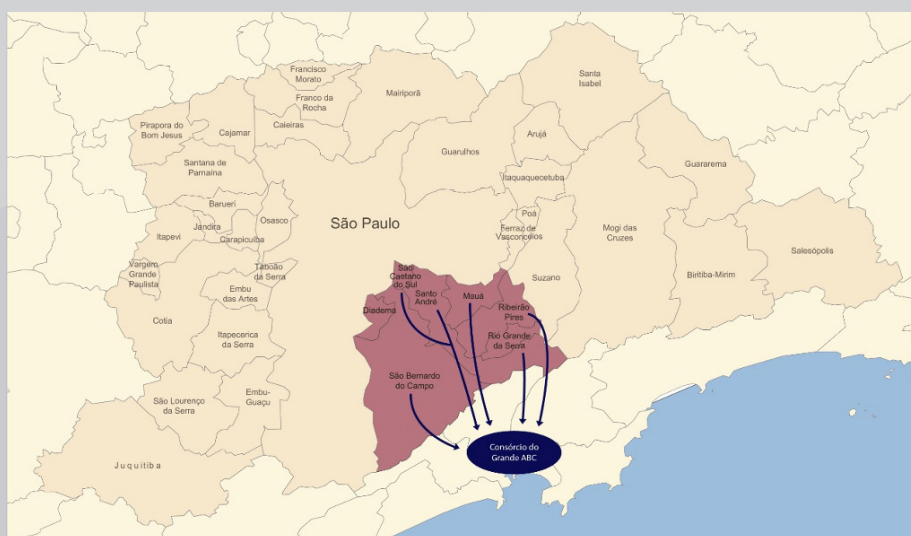 Francisco
Morato
Franco da
Rocha
Mairiporã
Santa
Isabel
Pirapora do
Bom Jesus
Cajamar
Caieiras
Arujá
Guarulhos
Santana de
Parnaína
Itaquaquecetuba
Guararema
Barueri
Jandira
Itapevi
Carapicuíba
Osasco
São Paulo
Poá
Ferraz de
Vasconcelos
Mogi das
Cruzes
Salesópolis
Vargem
Grande
Paulista
Taboão
da Serra
Suzano
Biritiba-Mirim
Embu
das Artes
Cotia
Itapecerica
da Serra
São
Caetano
do Sul
Santo
André
Mauá
Ribeirão
Pires
Diadema
Rio Grande
da Serra
São Bernardo
do Campo
São Lourenço
da Serra
Embu-
Guaçu
Juquitiba
Consórcio do
Grande ABC